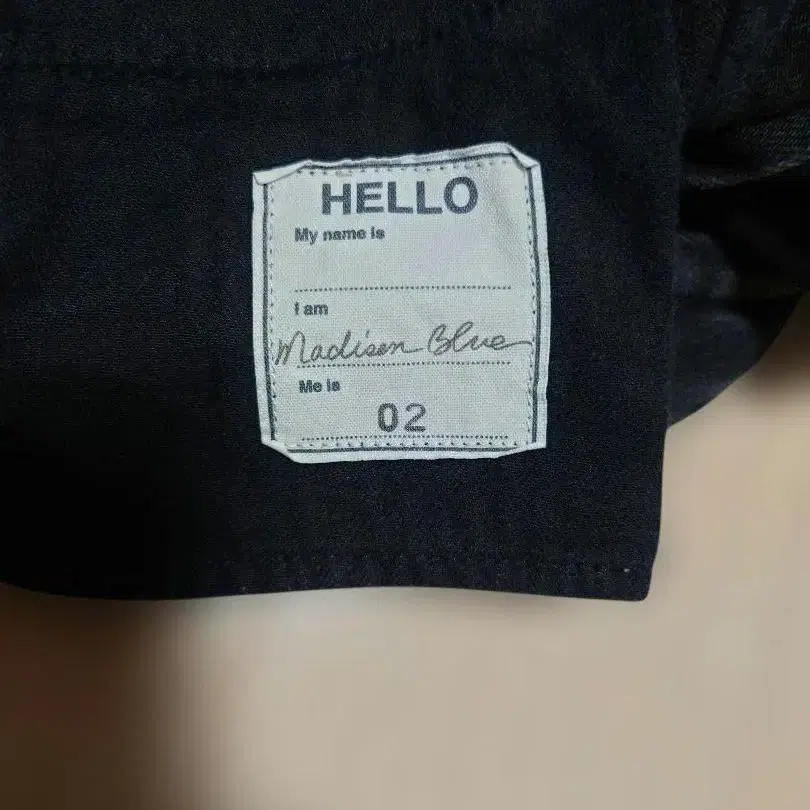 HELLO
My name is
I am
Madison Blue
Me is
02